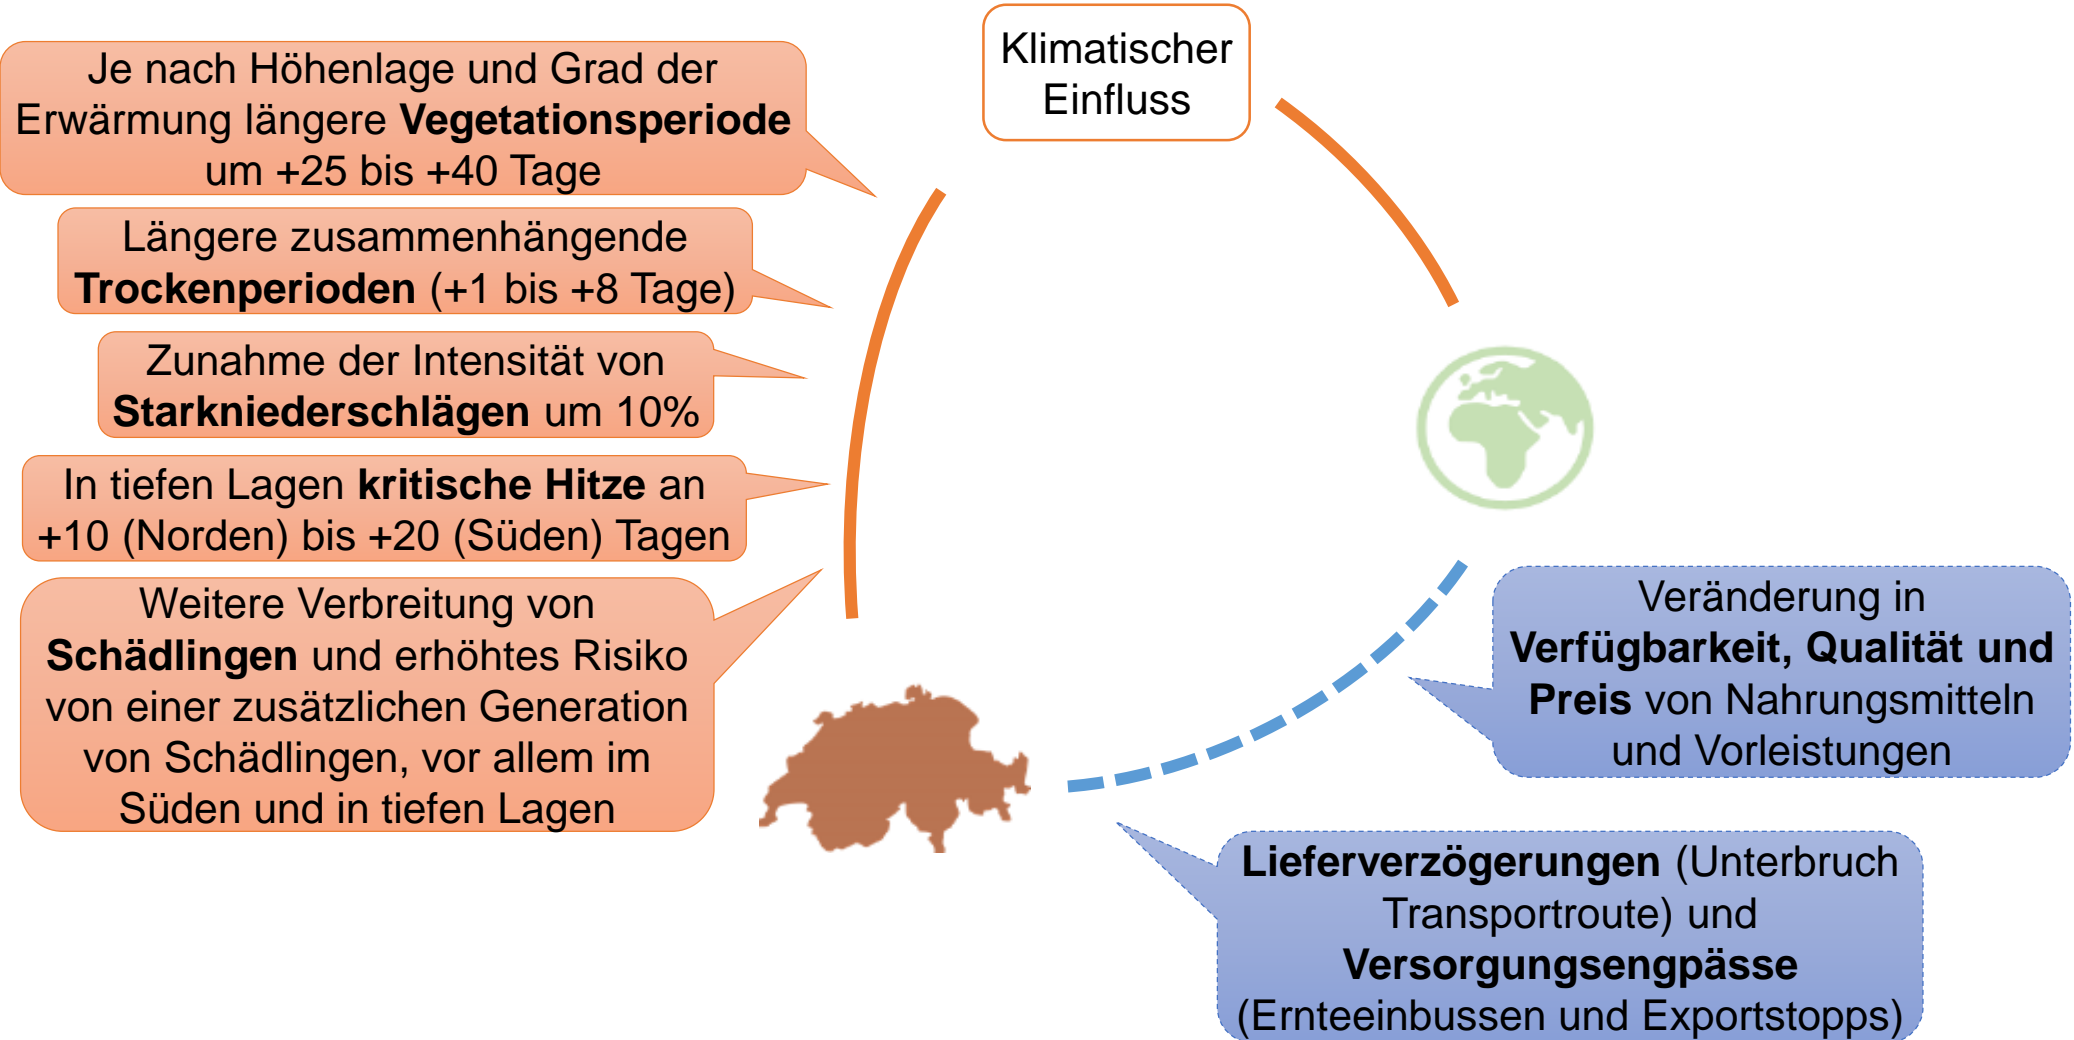 Klimatischer
Einfluss
Je nach Höhenlage und Grad der
Erwärmung längere Vegetationsperiode
um +25 bis +40 Tage
Längere zusammenhängende
Trockenperioden (+1 bis +8 Tage)
Zunahme der Intensität von
Starkniederschlägen um 10%
In tiefen Lagen kritische Hitze an
+10 (Norden) bis +20 (Süden) Tagen
Weitere Verbreitung von
Schädlingen und erhöhtes Risiko
von einer zusätzlichen Generation
von Schädlingen, vor allem im
Süden und in tiefen Lagen
Veränderung in
Verfügbarkeit, Qualität und
Preis von Nahrungsmitteln
und Vorleistungen
Lieferverzögerungen (Unterbruch
Transportroute) und
Versorgungsengpässe
(Ernteeinbussen und Exportstopps)